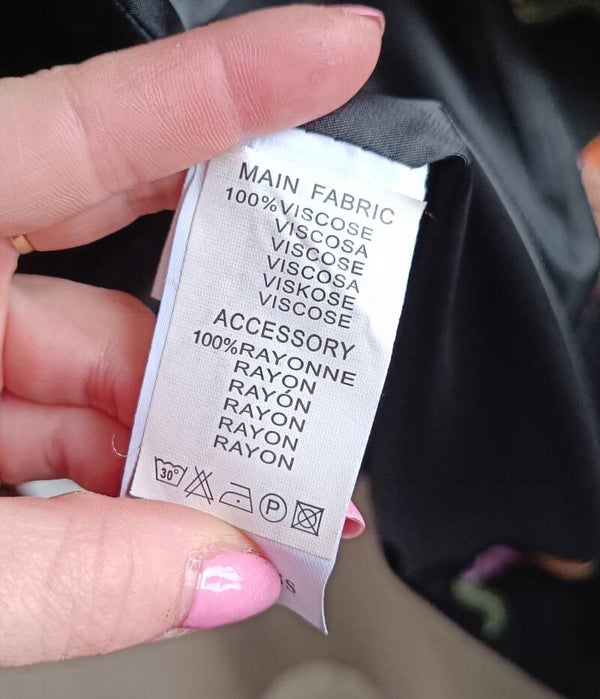 MAIN FABRIC
100%VISCOSE
VISCOSA
VISCOSE
VISCOSA
VISKOSE
VISCOSE
ACCESSORY
100%RAYONNE
RAYON
RAYÓN
RAYON
RAYON
RAYON
30° P